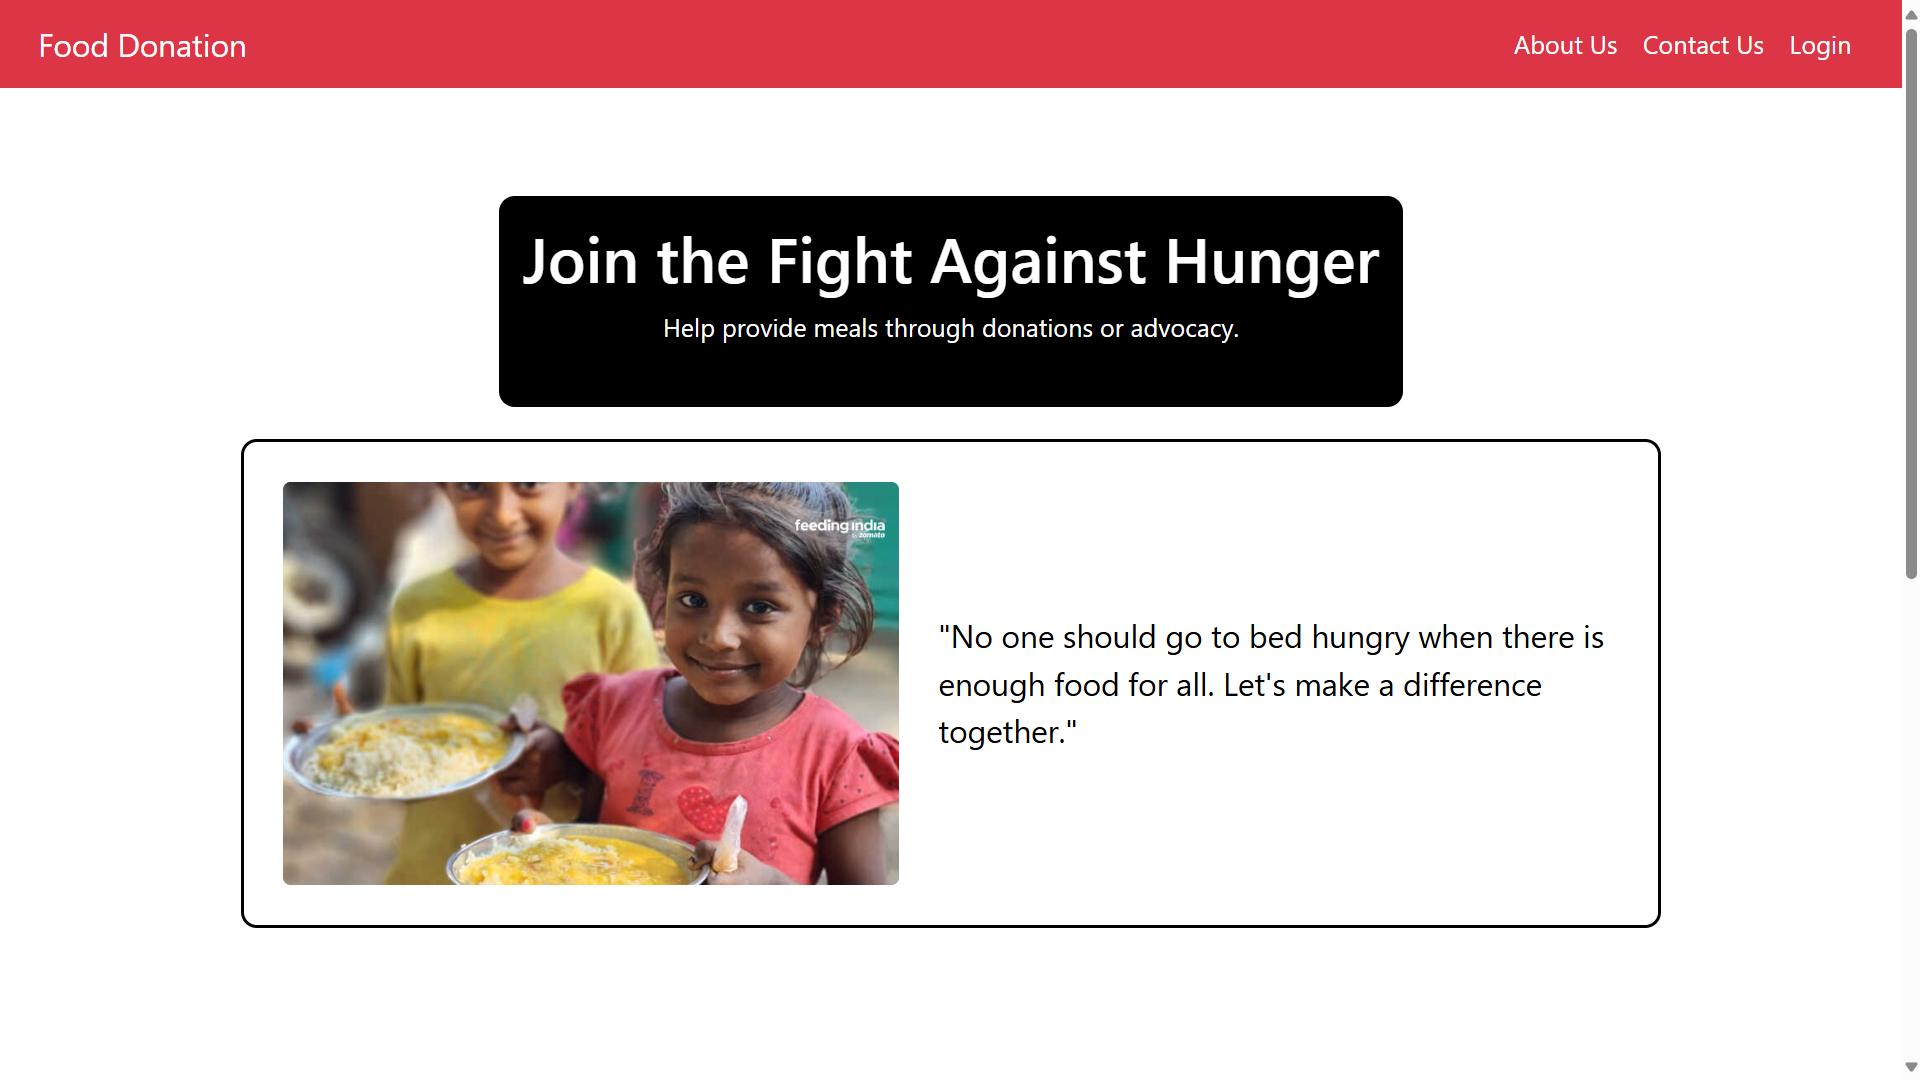 Food Donation
About Us
Contact Us
Login
Join the Fight Against Hunger
Help provide meals through donations or advocacy.
feeding india
by zomato
"No one should go to bed hungry when there is
enough food for all. Let's make a difference
together."